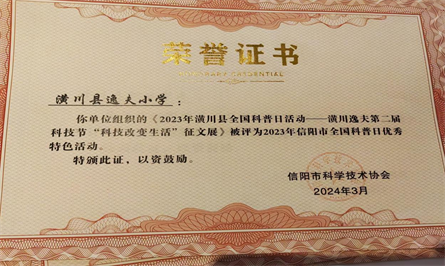 荣誉证书
潢川县逸夫小学：
你单位组织的《2023年潢川县全国科普日活动——潢川逸夫第二届
科技节“科技改变生活”征文展》被评为2023年信阳市全国科普日优秀
特色活动。
特颁此证，以资鼓励。
信阳市科学技术协会
2024年3月